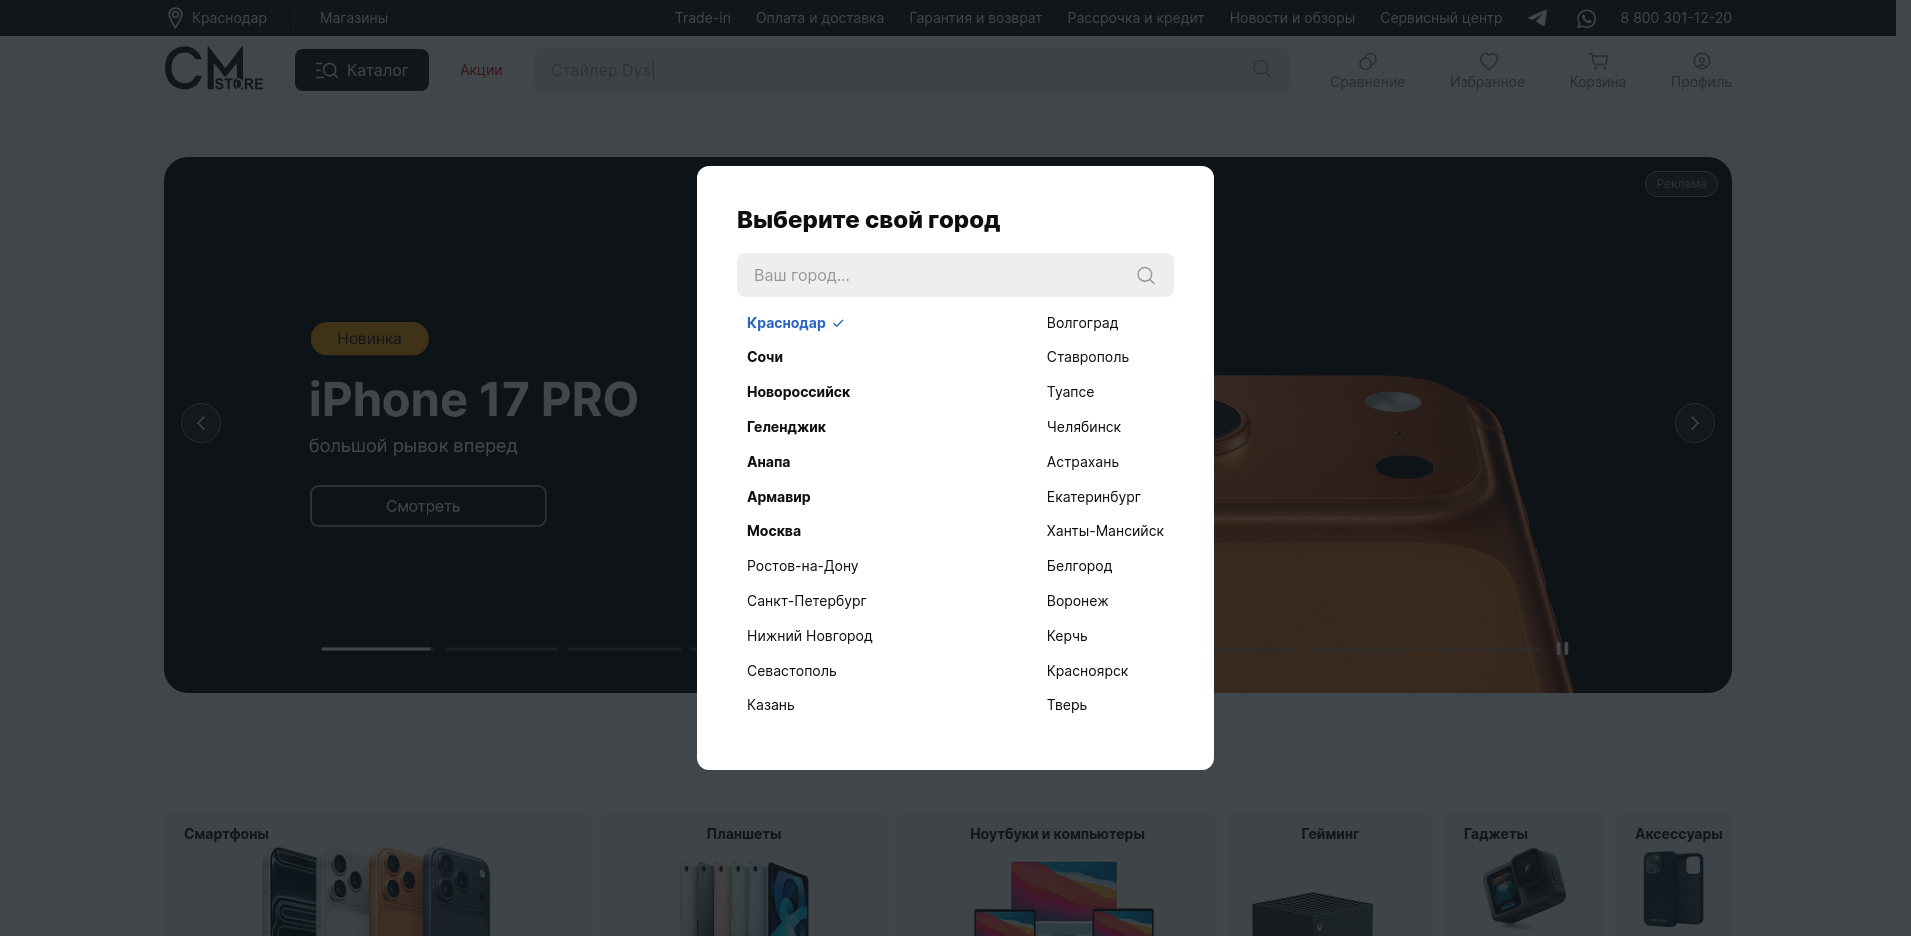 Краснодар
Магазины
Trade-in
Оплата и доставка
Гарантия и возврат
Рассрочка и кредит
Новости и обзоры
Сервисный центр
8 800 301-12-20
CM STORE
Каталог
Акции
Стайлер Dys|
Сравнение
Избранное
Корзина
Профиль
Реклама
Новинка
iPhone 17 PRO
большой рывок вперед
Смотреть
Выберите свой город
Ваш город...
Краснодар
Сочи
Новороссийск
Геленджик
Анапа
Армавир
Москва
Ростов-на-Дону
Санкт-Петербург
Нижний Новгород
Севастополь
Казань
Волгоград
Ставрополь
Туапсе
Челябинск
Астрахань
Екатеринбург
Ханты-Мансийск
Белгород
Воронеж
Керчь
Красноярск
Тверь
Смартфоны
Планшеты
Ноутбуки и компьютеры
Гейминг
Гаджеты
Аксессуары